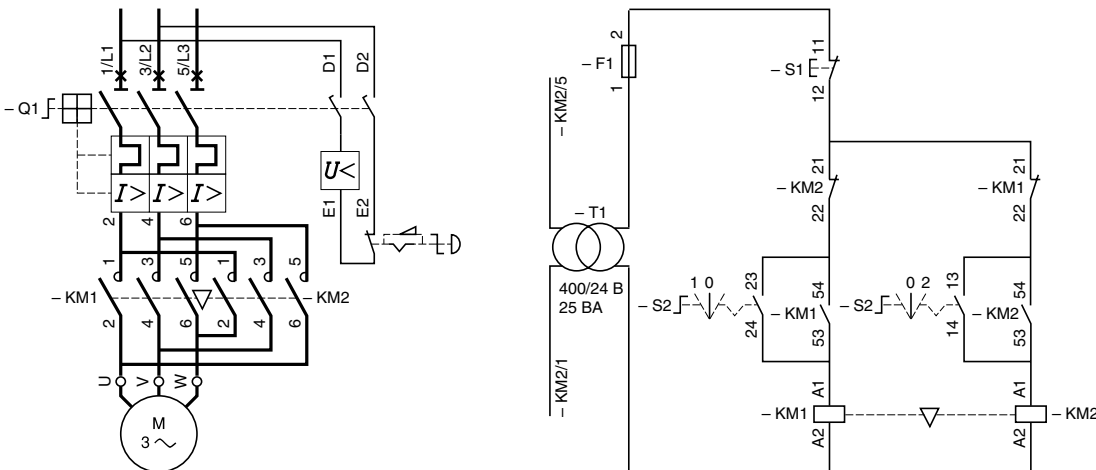 1/L1 3/L2 5/L3 D1 D2
– Q1
U<
I> I> I>
2 4 6 E1 E2
1 3 5 1 3 5
– KM1 – KM2
2 4 6 2 4 6
U V W
M
3 ~
2
– F1
1
– KM2/5
– T1
400/24 В
25 ВА
– KM2/1
11
– S1
12
21 21
– KM2 – KM1
22 22
1 0 23 54 0 2 13 54
– S2 – KM1 – S2 – KM2
24 53 14 53
A1 A1
– KM1 – KM2
A2 A2